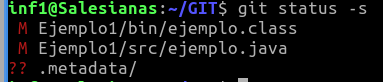 inf1@Salesianas:~/GIT$ git status -s
 M Ejemplo1/bin/ejemplo.class
 M Ejemplo1/src/ejemplo.java
?? .metadata/